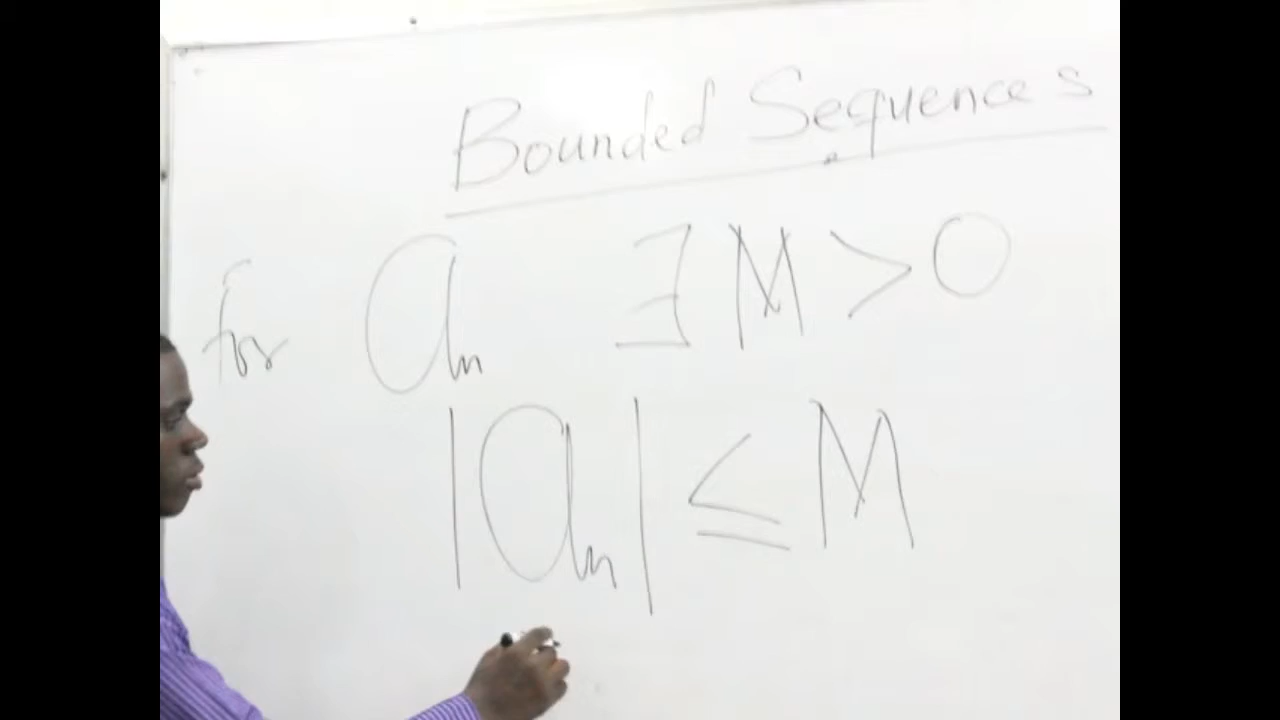 Bounded Sequences
for an ∃ M > 0
|an| ≤ M